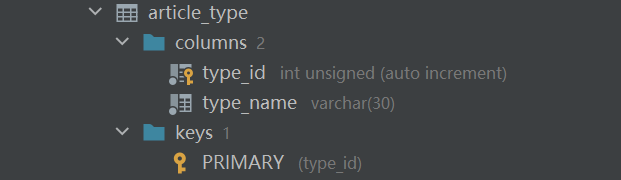 article_type
columns 2
type_id int unsigned (auto increment)
type_name varchar(30)
keys 1
PRIMARY (type_id)